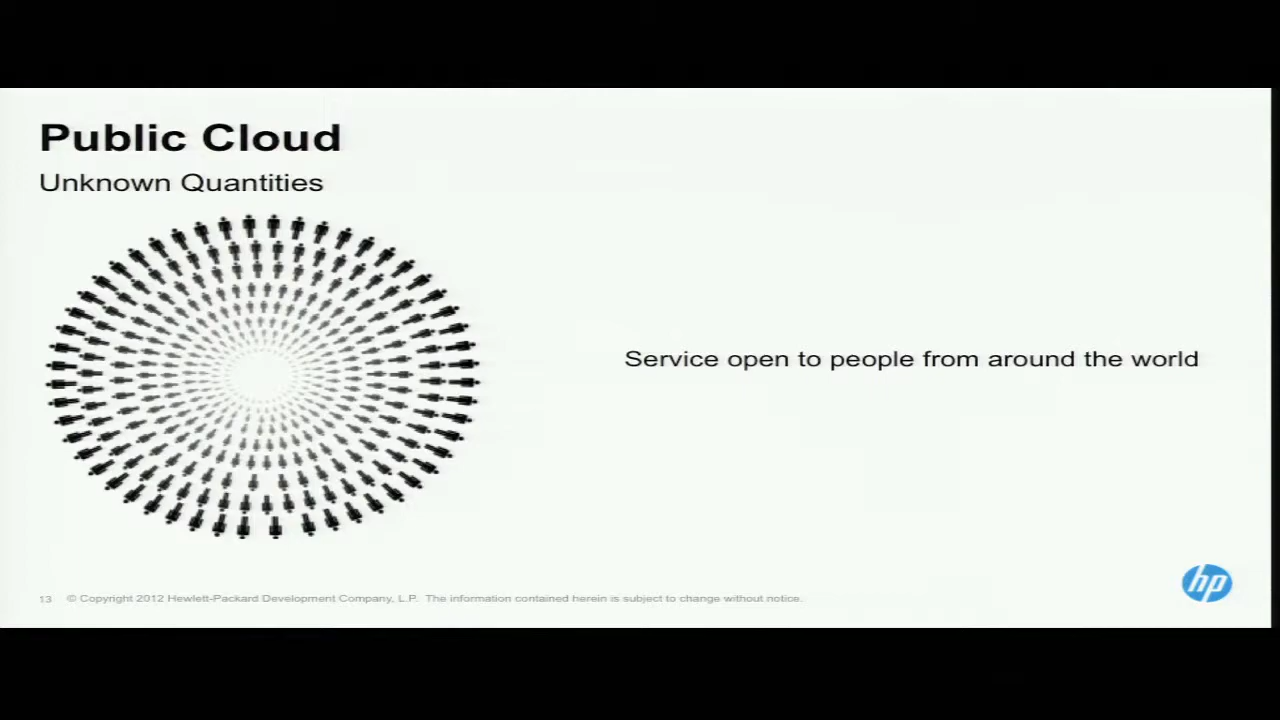 Public Cloud
Unknown Quantities
Service open to people from around the world
hp
13 © Copyright 2012 Hewlett-Packard Development Company, L.P. The information contained herein is subject to change without notice.